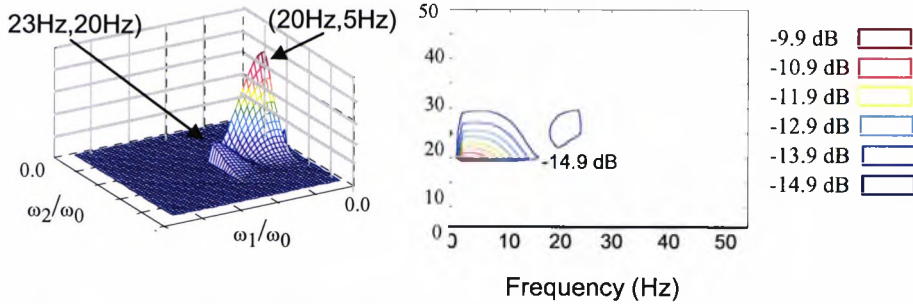 23Hz,20Hz)
(20Hz,5Hz)
0.0
ω2/ω0
ω1/ω0
0.0
50
40
30
20
10
0
-14.9 dB
0
10
20
30
40
50
Frequency (Hz)
-9.9 dB
-10.9 dB
-11.9 dB
-12.9 dB
-13.9 dB
-14.9 dB